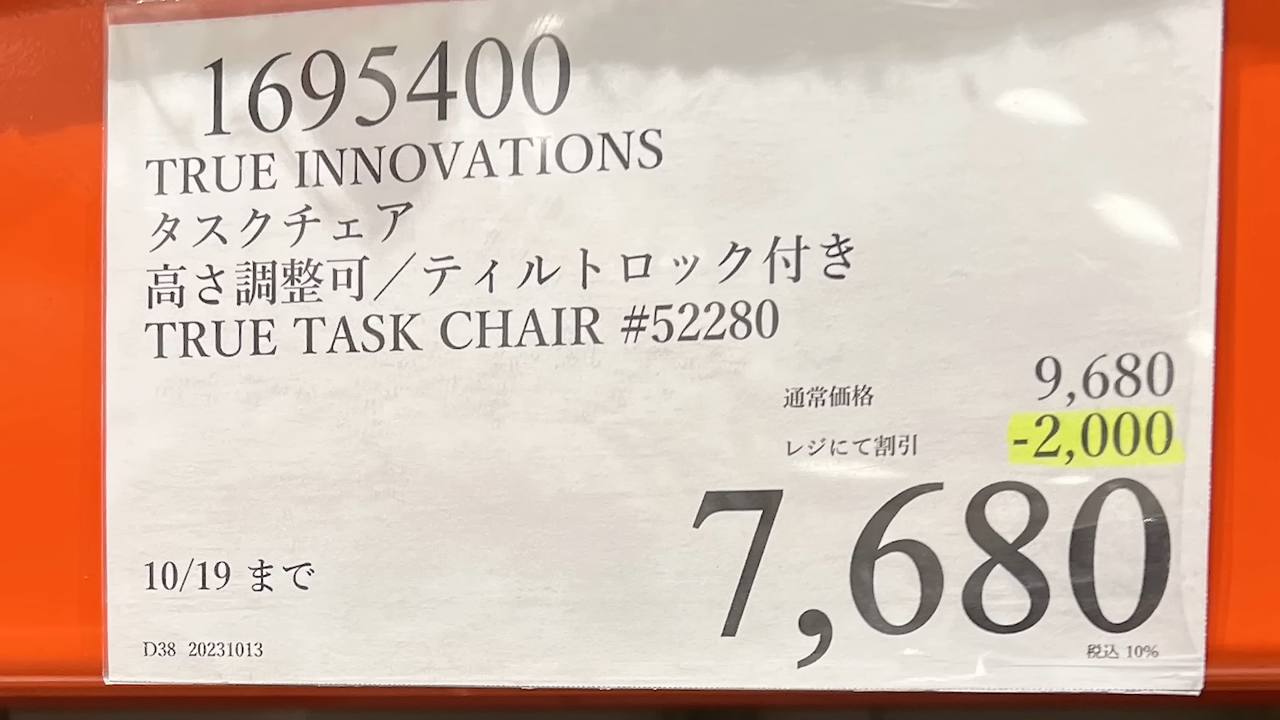 1695400
TRUE INNOVATIONS
タスクチェア
高さ調整可／ティルトロック付き
TRUE TASK CHAIR #52280
通常価格 9,680
レジにて割引 -2,000
7,680
10/19 まで
D38 20231013
税込 10%